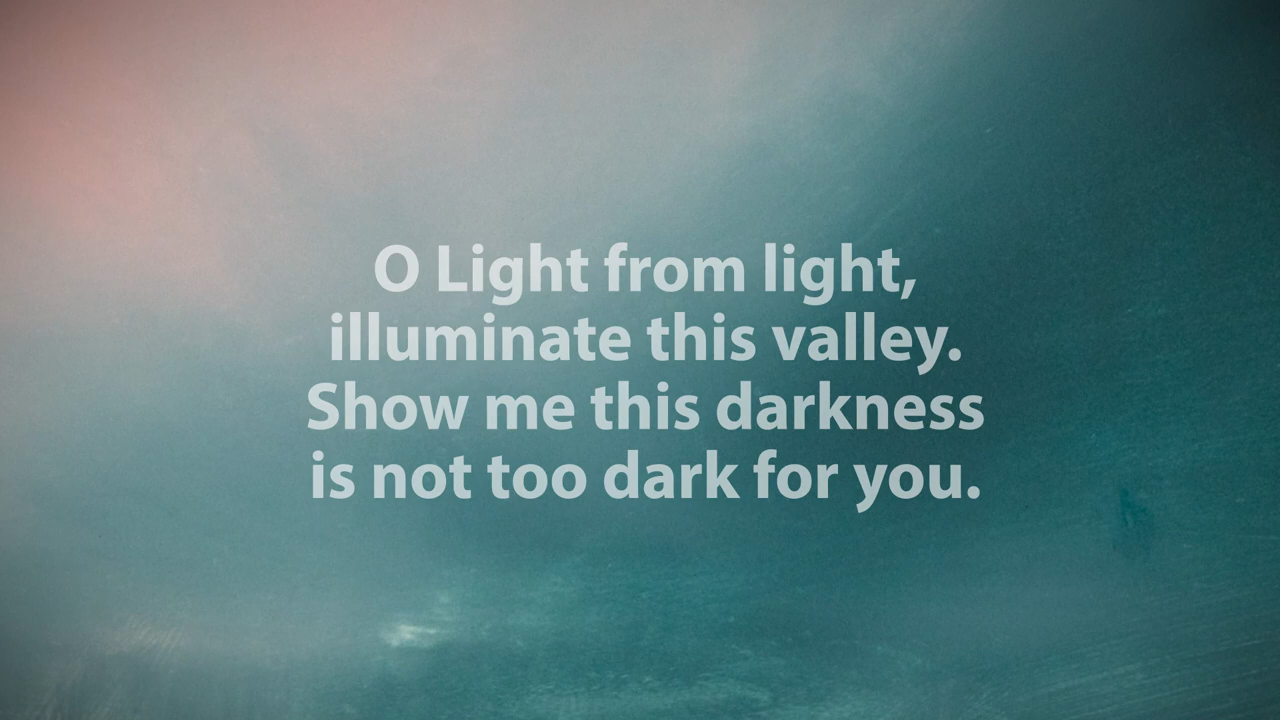 O Light from light,
illuminate this valley.
Show me this darkness
is not too dark for you.